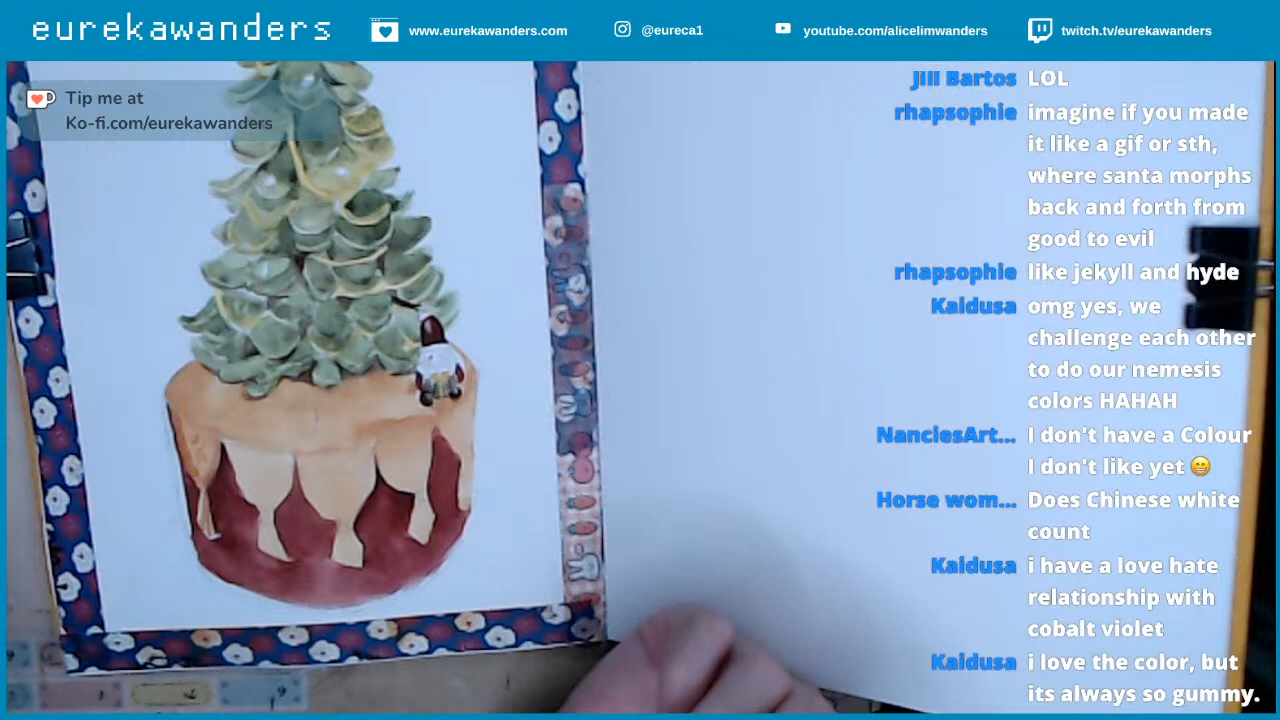 eurekawanders
www.eurekawanders.com
@eureca1
youtube.com/alicelimwanders
twitch.tv/eurekawanders
Tip me at
Ko-fi.com/eurekawanders
Jill Bartos LOL
rhapsophie imagine if you made
it like a gif or sth,
where santa morphs
back and forth from
good to evil
rhapsophie like jekyll and hyde
Kaidusa omg yes, we
challenge each other
to do our nemesis
colors HAHAH
NanciesArt... I don't have a Colour
I don't like yet 😁
Horse wom... Does Chinese white
count
Kaidusa i have a love hate
relationship with
cobalt violet
Kaidusa i love the color, but
its always so gummy.